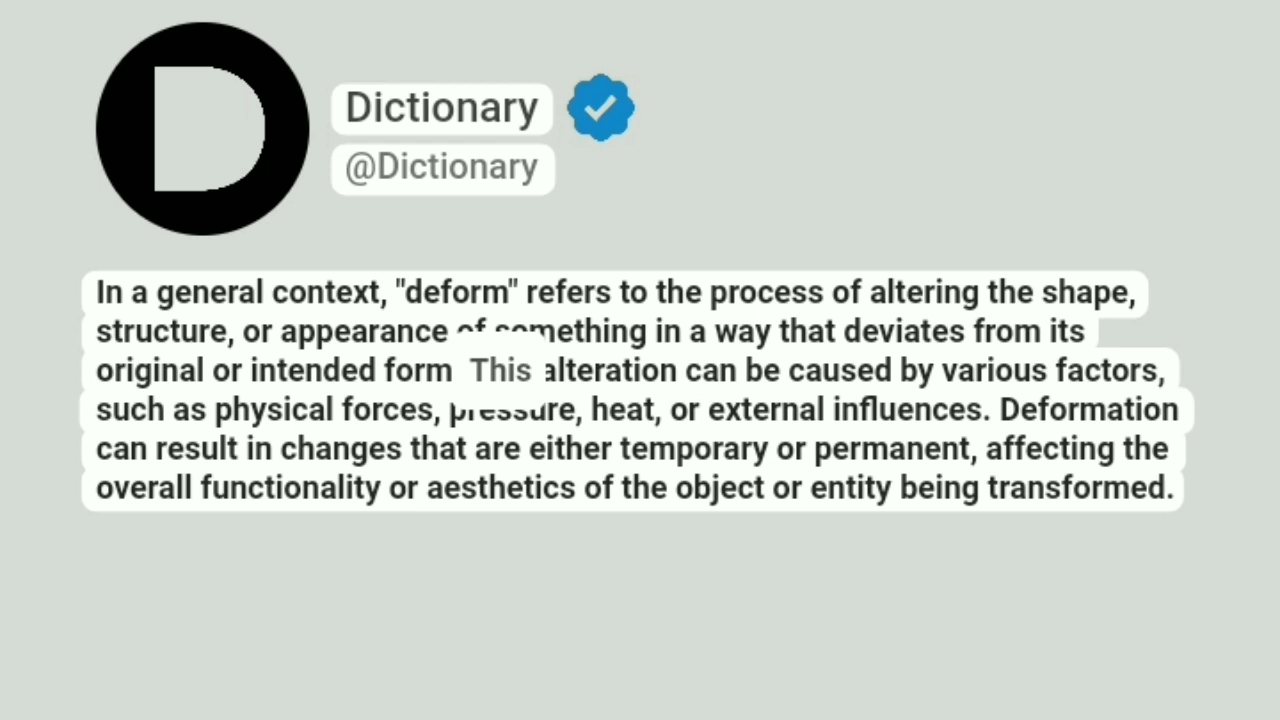 D
Dictionary
@Dictionary
In a general context, "deform" refers to the process of altering the shape,
structure, or appearance of something in a way that deviates from its
original or intended form This alteration can be caused by various factors,
such as physical forces, pressure, heat, or external influences. Deformation
can result in changes that are either temporary or permanent, affecting the
overall functionality or aesthetics of the object or entity being transformed.